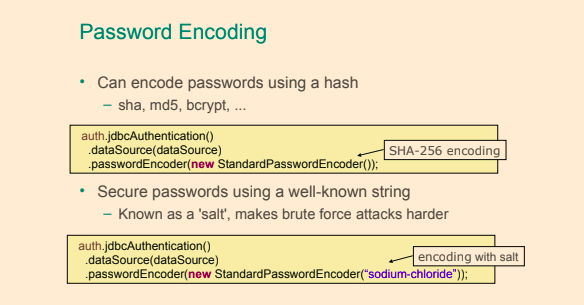 Password Encoding
• Can encode passwords using a hash
– sha, md5, bcrypt, ...
auth.jdbcAuthentication()
.dataSource(dataSource)
.passwordEncoder(new StandardPasswordEncoder());
SHA-256 encoding
• Secure passwords using a well-known string
– Known as a 'salt', makes brute force attacks harder
auth.jdbcAuthentication()
.dataSource(dataSource)
.passwordEncoder(new StandardPasswordEncoder(“sodium-chloride”));
encoding with salt